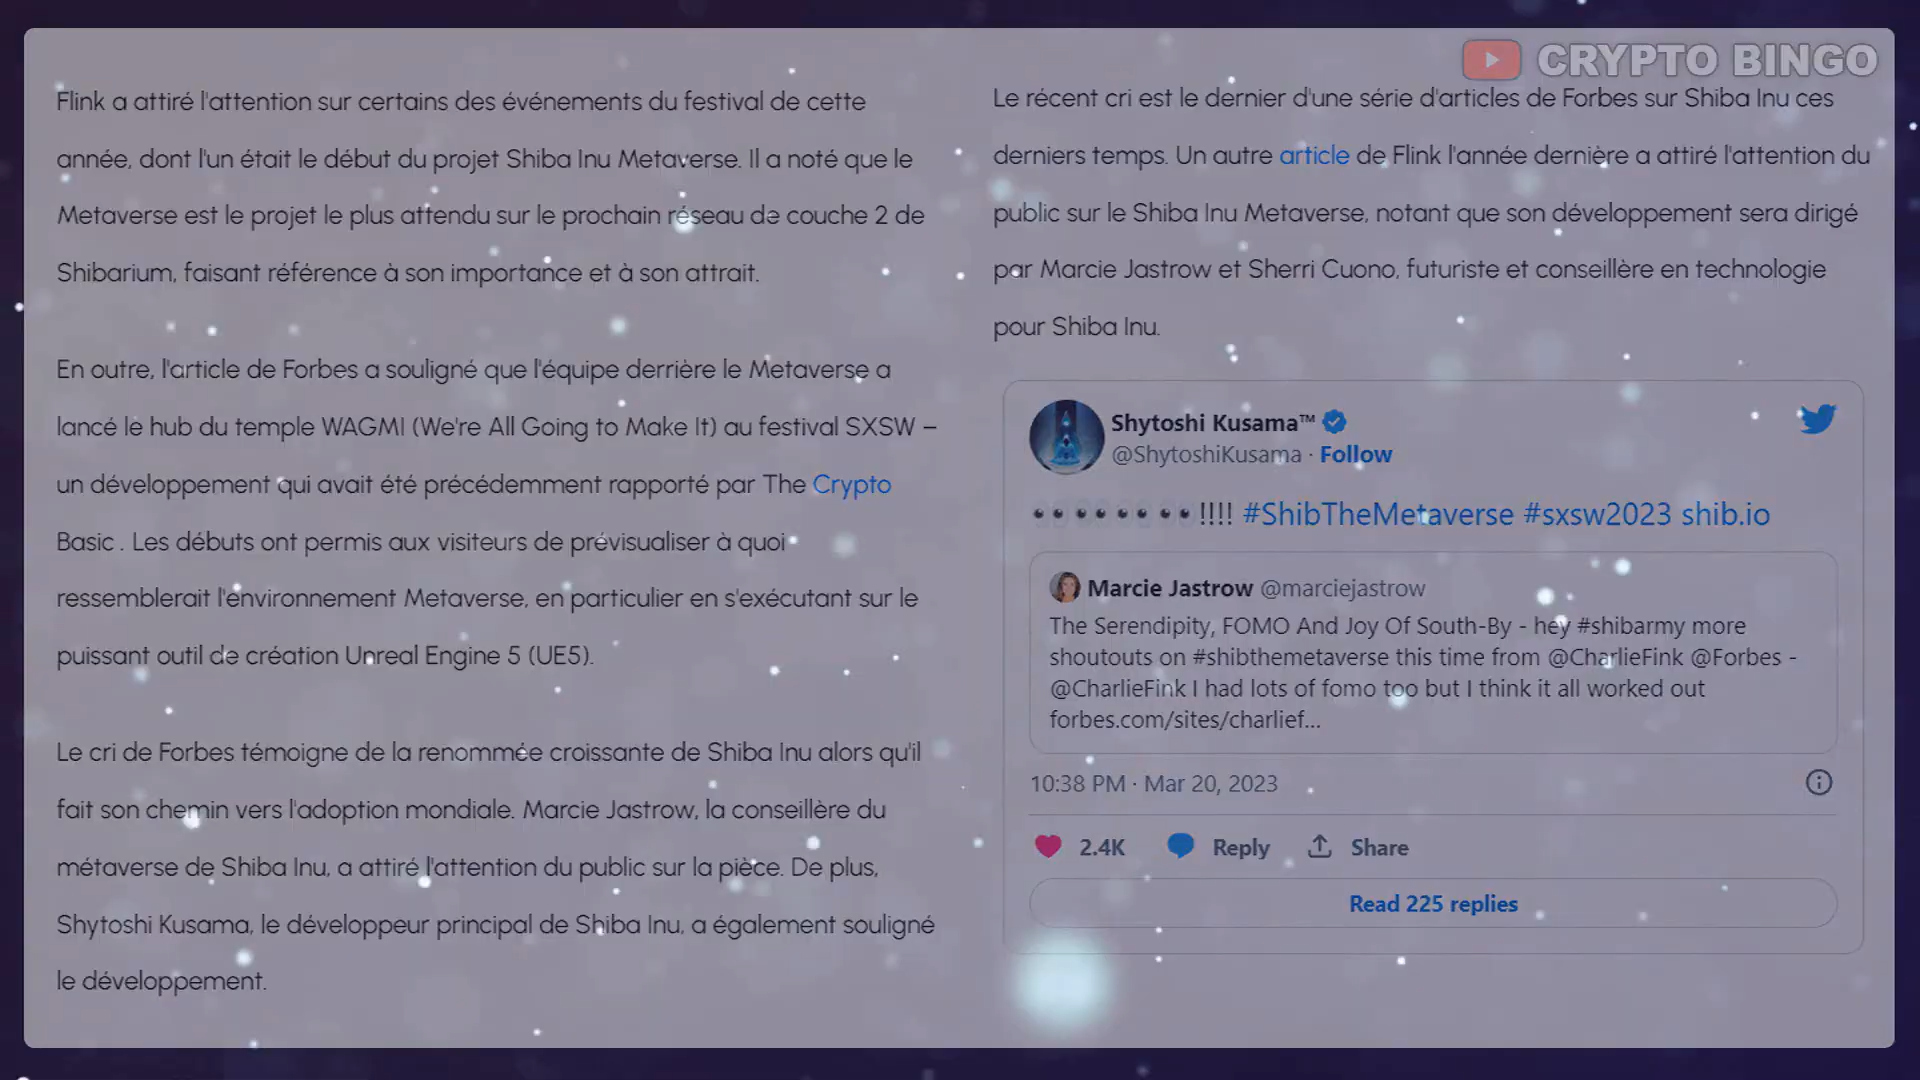 CRYPTO BINGO
Flink a attiré l'attention sur certains des événements du festival de cette
année, dont l'un était le début du projet Shiba Inu Metaverse. Il a noté que le
Metaverse est le projet le plus attendu sur le prochain réseau de couche 2 de
Shibarium, faisant référence à son importance et à son attrait.
En outre, l'article de Forbes a souligné que l'équipe derrière le Metaverse a
lancé le hub du temple WAGMI (We're All Going to Make It) au festival SXSW –
un développement qui avait été précédemment rapporté par The Crypto
Basic . Les débuts ont permis aux visiteurs de prévisualiser à quoi
ressemblerait l'environnement Metaverse, en particulier en s'exécutant sur le
puissant outil de création Unreal Engine 5 (UE5).
Le cri de Forbes témoigne de la renommée croissante de Shiba Inu alors qu'il
fait son chemin vers l'adoption mondiale. Marcie Jastrow, la conseillère du
métaverse de Shiba Inu, a attiré l'attention du public sur la pièce. De plus,
Shytoshi Kusama, le développeur principal de Shiba Inu, a également souligné
le développement.
Le récent cri est le dernier d'une série d'articles de Forbes sur Shiba Inu ces
derniers temps. Un autre article de Flink l'année dernière a attiré l'attention du
public sur le Shiba Inu Metaverse, notant que son développement sera dirigé
par Marcie Jastrow et Sherri Cuono, futuriste et conseillère en technologie
pour Shiba Inu.
Shytoshi Kusama™
@ShytoshiKusama · Follow
👀👀👀👀!!!! #ShibTheMetaverse #sxsw2023 shib.io
Marcie Jastrow @marciejastrow
The Serendipity, FOMO And Joy Of South-By - hey #shibarmy more
shoutouts on #shibthemetaverse this time from @CharlieFink @Forbes -
@CharlieFink I had lots of fomo too but I think it all worked out
forbes.com/sites/charlief...
10:38 PM · Mar 20, 2023
2.4K Reply Share
Read 225 replies